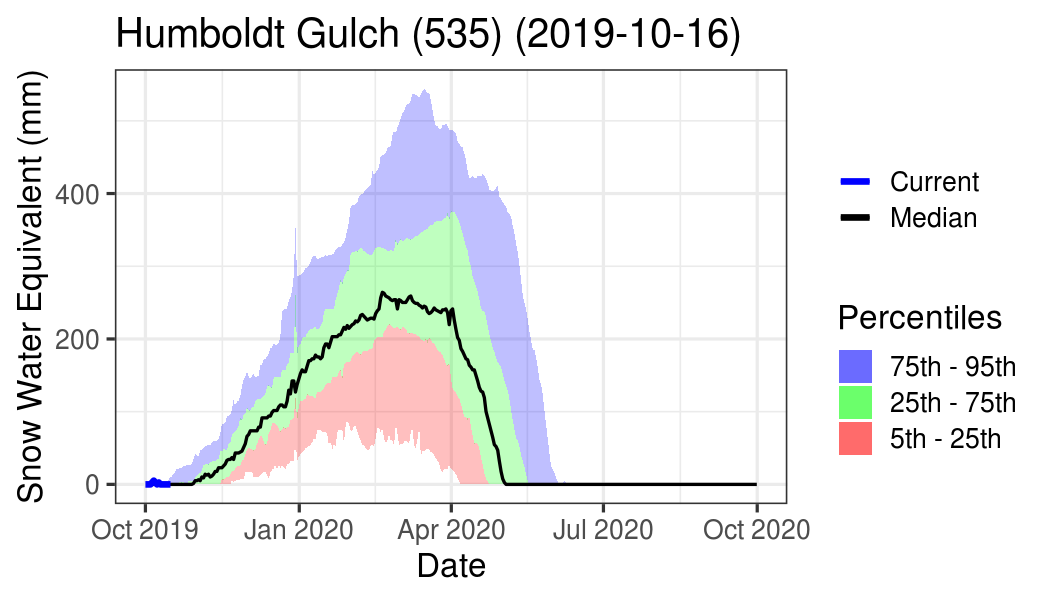 Humboldt Gulch (535) (2019-10-16)
Snow Water Equivalent (mm)
400
200
0
Oct 2019 Jan 2020 Apr 2020 Jul 2020 Oct 2020
Date
Current
Median
Percentiles
75th - 95th
25th - 75th
5th - 25th